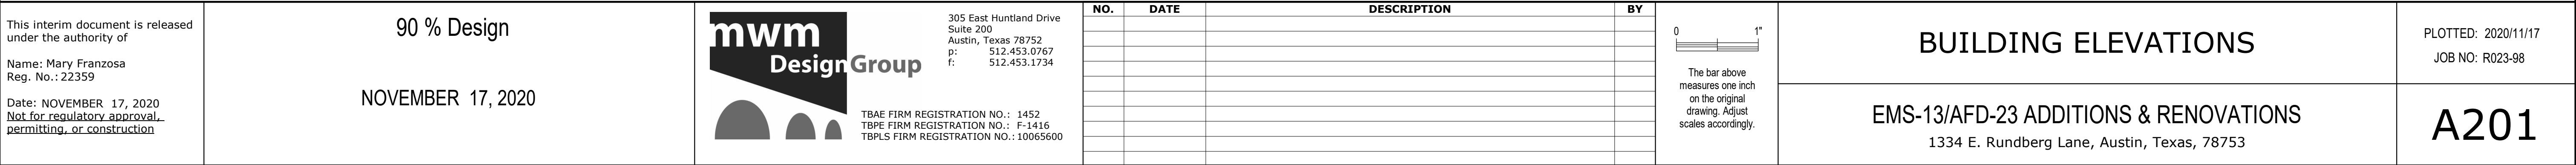 This interim document is released
under the authority of
Name: Mary Franzosa
Reg. No.: 22359
Date: NOVEMBER 17, 2020
Not for regulatory approval,
permitting, or construction
90 % Design
NOVEMBER 17, 2020
mwm
DesignGroup
305 East Huntland Drive
Suite 200
Austin, Texas 78752
p: 512.453.0767
f: 512.453.1734
TBAE FIRM REGISTRATION NO.: 1452
TBPE FIRM REGISTRATION NO.: F-1416
TBPLS FIRM REGISTRATION NO.: 10065600
NO. DATE DESCRIPTION BY
0 1"
The bar above
measures one inch
on the original
drawing. Adjust
scales accordingly.
BUILDING ELEVATIONS
EMS-13/AFD-23 ADDITIONS & RENOVATIONS
1334 E. Rundberg Lane, Austin, Texas, 78753
PLOTTED: 2020/11/17
JOB NO: R023-98
A201